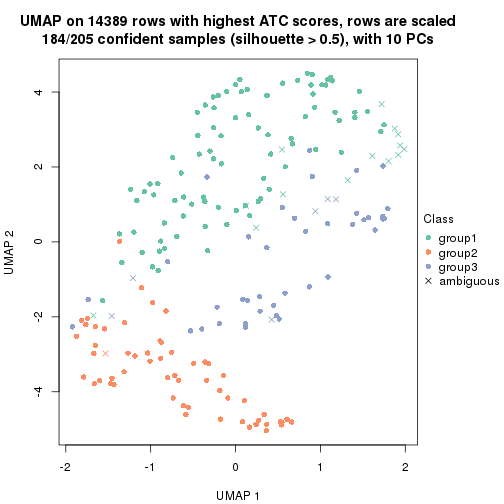 UMAP on 14389 rows with highest ATC scores, rows are scaled
184/205 confident samples (silhouette > 0.5), with 10 PCs
4
2
0
-2
-4
UMAP 2
-2
-1
0
1
2
UMAP 1
Class
group1
group2
group3
ambiguous